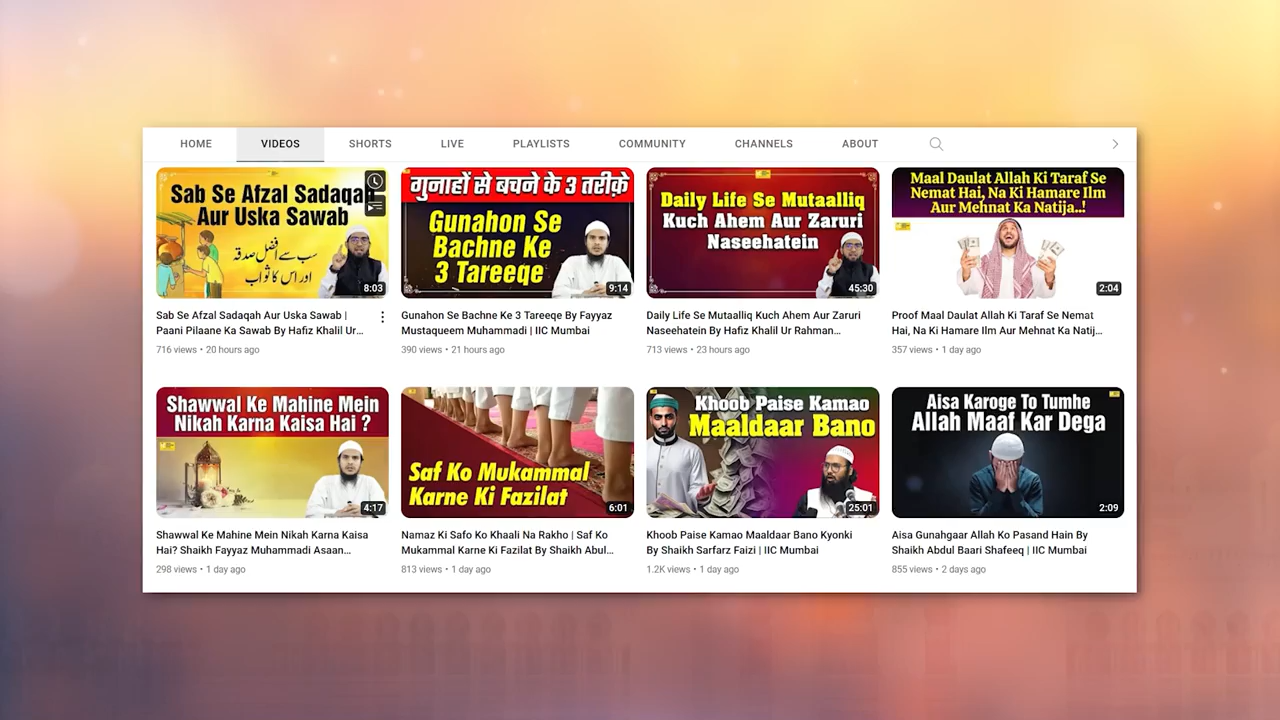 HOME VIDEOS SHORTS LIVE PLAYLISTS COMMUNITY CHANNELS ABOUT
Sab Se Afzal Sadaqah
Aur Uska Sawab
سب سے افضل صدقہ
اور اس کا ثواب
8:03
Sab Se Afzal Sadaqah Aur Uska Sawab |
Paani Pilaane Ka Sawab By Hafiz Khalil Ur...
716 views • 20 hours ago
गुनाहों से बचने के 3 तरीक़े
Gunahon Se
Bachne Ke
3 Tareeqe
9:14
Gunahon Se Bachne Ke 3 Tareeqe By Fayyaz
Mustaqueem Muhammadi | IIC Mumbai
390 views • 21 hours ago
Daily Life Se Mutaalliq
Kuch Ahem Aur Zaruri
Naseehatein
45:30
Daily Life Se Mutaalliq Kuch Ahem Aur Zaruri
Naseehatein By Hafiz Khalil Ur Rahman...
713 views • 23 hours ago
Maal Daulat Allah Ki Taraf Se
Nemat Hai, Na Ki Hamare Ilm
Aur Mehnat Ka Natija..!
2:04
Proof Maal Daulat Allah Ki Taraf Se Nemat
Hai, Na Ki Hamare Ilm Aur Mehnat Ka Natij...
357 views • 1 day ago
Shawwal Ke Mahine Mein
Nikah Karna Kaisa Hai ?
4:17
Shawwal Ke Mahine Mein Nikah Karna Kaisa
Hai? Shaikh Fayyaz Muhammadi Asaan...
298 views • 1 day ago
Saf Ko Mukammal
Karne Ki Fazilat
6:01
Namaz Ki Safo Ko Khaali Na Rakho | Saf Ko
Mukammal Karne Ki Fazilat By Shaikh Abul...
813 views • 1 day ago
Khoob Paise Kamao
Maaldaar Bano
25:01
Khoob Paise Kamao Maaldaar Bano Kyonki
By Shaikh Sarfarz Faizi | IIC Mumbai
1.2K views • 1 day ago
Aisa Karoge To Tumhe
Allah Maaf Kar Dega
2:09
Aisa Gunahgaar Allah Ko Pasand Hain By
Shaikh Abdul Baari Shafeeq | IIC Mumbai
855 views • 2 days ago